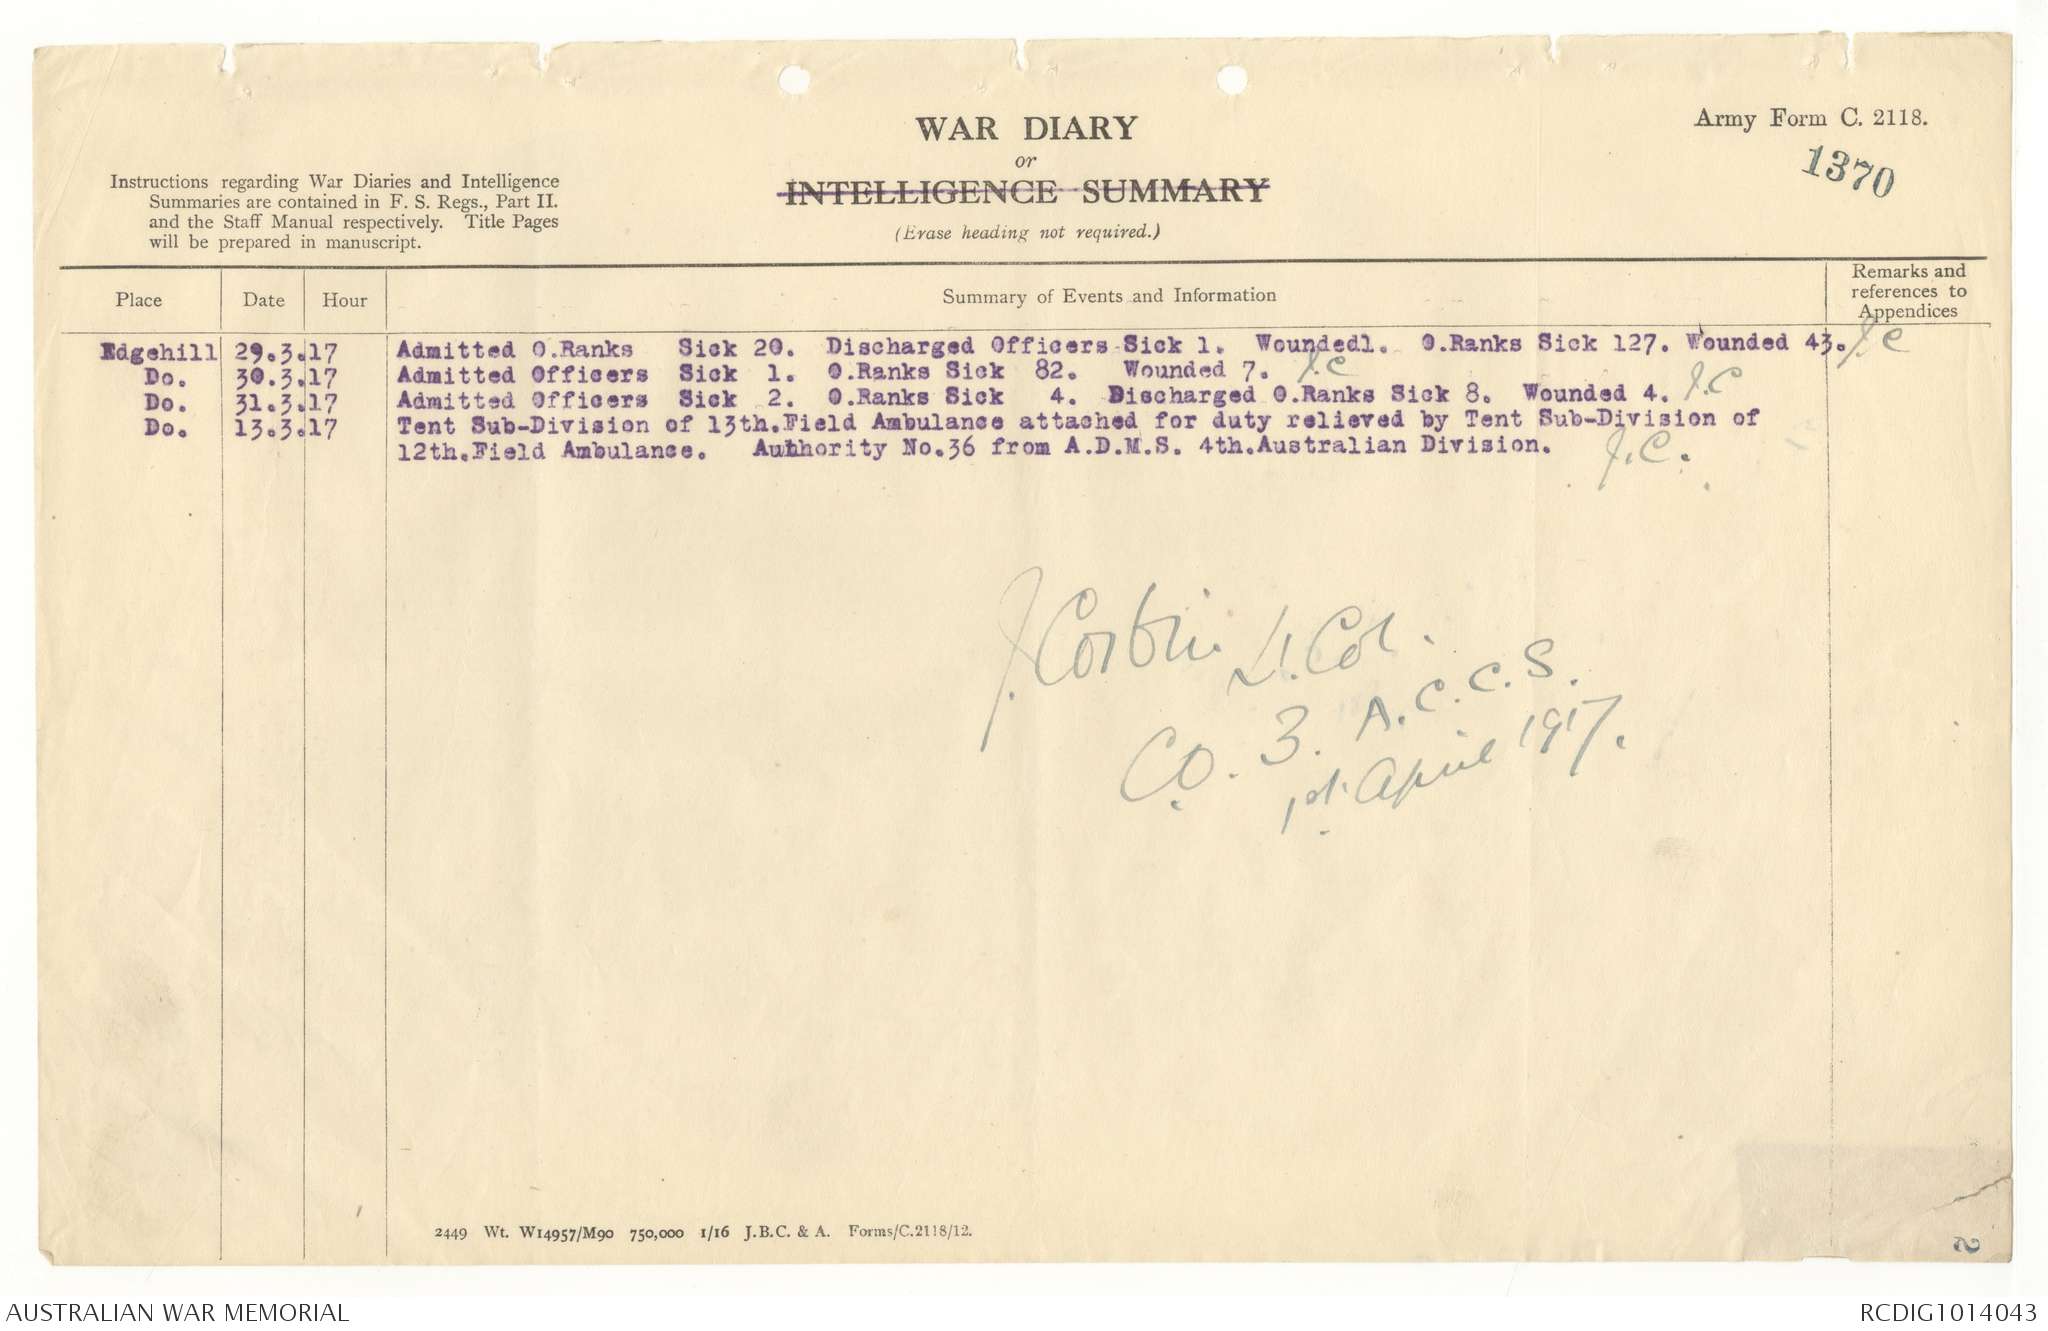 WAR DIARY
or
INTELLIGENCE SUMMARY
(Erase heading not required.)
Army Form C. 2118.
1370
Instructions regarding War Diaries and Intelligence
Summaries are contained in F. S. Regs., Part II.
and the Staff Manual respectively. Title Pages
will be prepared in manuscript.
Place Date Hour Summary of Events and Information Remarks and references to Appendices
Edgehill 29.3.17 Admitted O.Ranks Sick 20. Discharged Officers Sick 1. Wounded1. O.Ranks Sick 127. Wounded 43. J.C
Do. 30.3.17 Admitted Officers Sick 1. O.Ranks Sick 82. Wounded 7. J.C
Do. 31.3.17 Admitted Officers Sick 2. O.Ranks Sick 4. Discharged O.Ranks Sick 8. Wounded 4. J.C
Do. 13.3.17 Tent Sub-Division of 13th.Field Ambulance attached for duty relieved by Tent Sub-Division of
12th.Field Ambulance. Authority No.36 from A.D.M.S. 4th.Australian Division. J.C.
J. Corbin Lt. Col.
CO. 3. A.C.C.S.
1st April 1917.
2449 Wt. W14957/M90 750,000 1/16 J.B.C. & A. Forms/C.2118/12.
2
AUSTRALIAN WAR MEMORIAL
RCDIG1014043